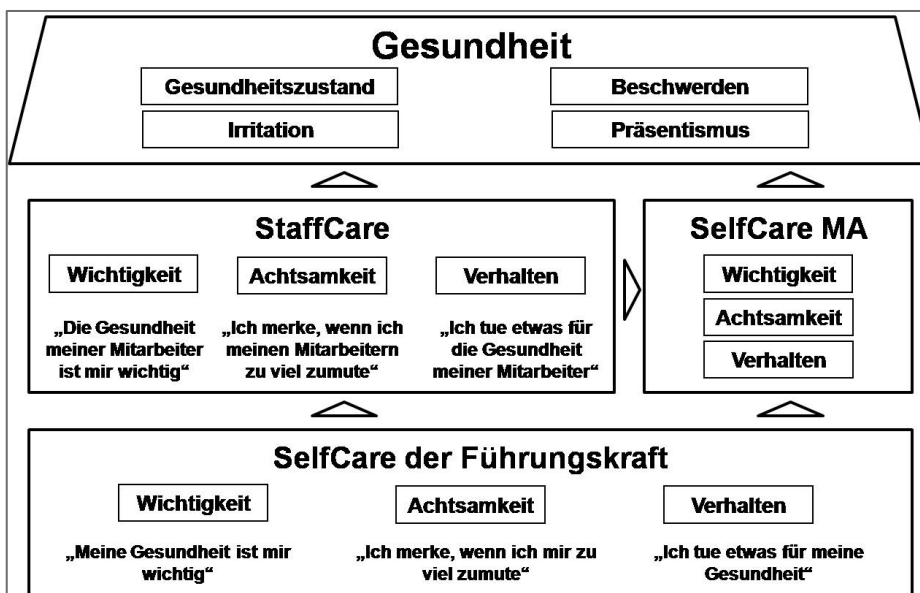 Gesundheit
Gesundheitszustand
Beschwerden
Irritation
Präsentismus
StaffCare
Wichtigkeit
Achtsamkeit
Verhalten
„Die Gesundheit
meiner Mitarbeiter
ist mir wichtig“
„Ich merke, wenn ich
meinen Mitarbeitern
zu viel zumute“
„Ich tue etwas für
die Gesundheit
meiner Mitarbeiter“
SelfCare MA
Wichtigkeit
Achtsamkeit
Verhalten
SelfCare der Führungskraft
Wichtigkeit
Achtsamkeit
Verhalten
„Meine Gesundheit ist mir
wichtig“
„Ich merke, wenn ich mir zu
viel zumute“
„Ich tue etwas für meine
Gesundheit“